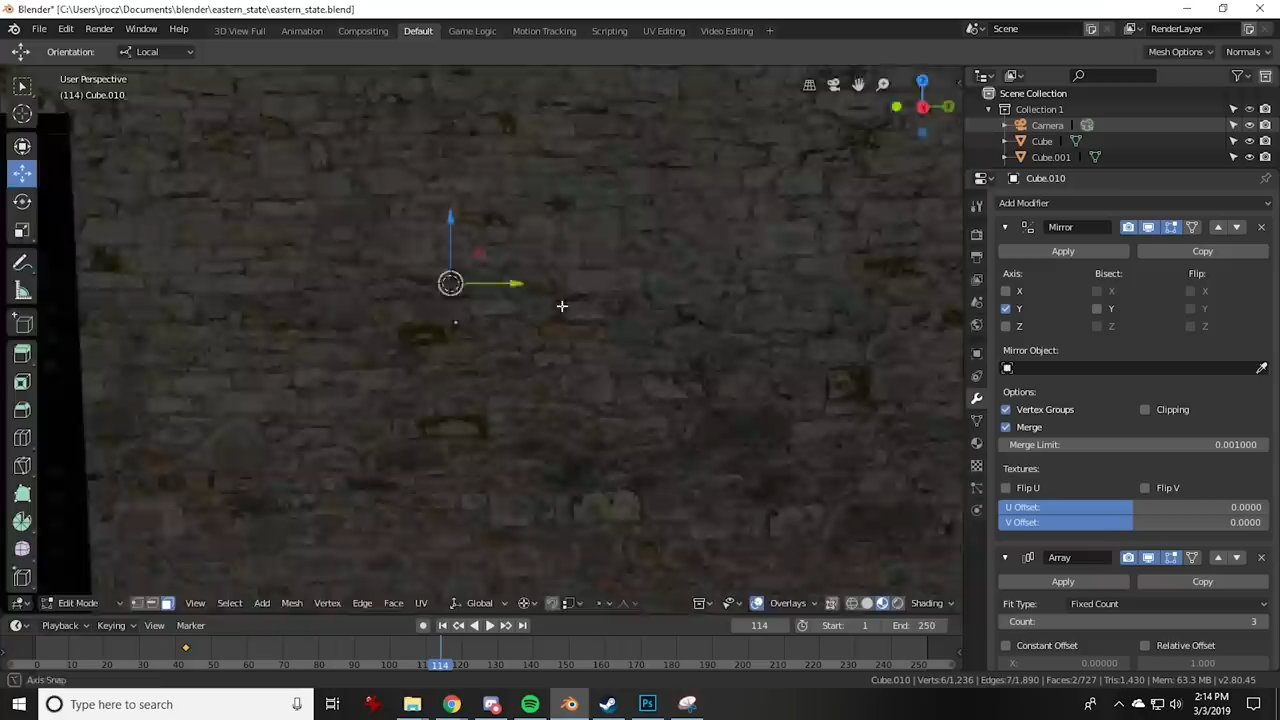 Blender* [C:\Users\jrocz\Documents\blender\eastern_state\eastern_state.blend]
File Edit Render Window Help 3D View Full Animation Compositing Default Game Logic Motion Tracking Scripting UV Editing Video Editing + Scene RenderLayer
Orientation: Local Mesh Options Normals
User Perspective
(114) Cube.010
Scene Collection
Collection 1
Camera
Cube
Cube.001
Cube.010
Add Modifier
Mirror
Apply Copy
Axis: Bisect: Flip:
X X X
Y Y Y
Z Z Z
Mirror Object:
Options:
Vertex Groups Clipping
Merge
Merge Limit: 0.001000
Textures:
Flip U Flip V
U Offset: 0.0000
V Offset: 0.0000
Array
Apply Copy
Fit Type: Fixed Count
Count: 3
Constant Offset Relative Offset
X: 0.00000 1.000
Edit Mode View Select Add Mesh Vertex Edge Face UV Global Overlays Shading
Playback Keying View Marker 114 Start: 1 End: 250
0 10 20 30 40 50 60 70 80 90 100 114 120 130 140 150 160 170 180 190 200 210 220 230 240 250
Axis Snap Cube.010 | Verts:6/1,236 | Edges:7/1,890 | Faces:2/727 | Tris:1,430 | Mem: 63.3 MB | v2.80.45
Type here to search
2:14 PM
3/3/2019